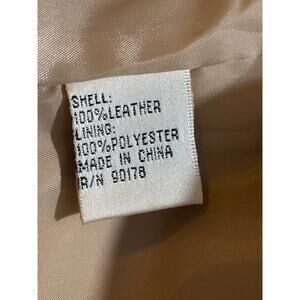 SHELL:
100%LEATHER
LINING:
100%POLYESTER
MADE IN CHINA
R/N 90178